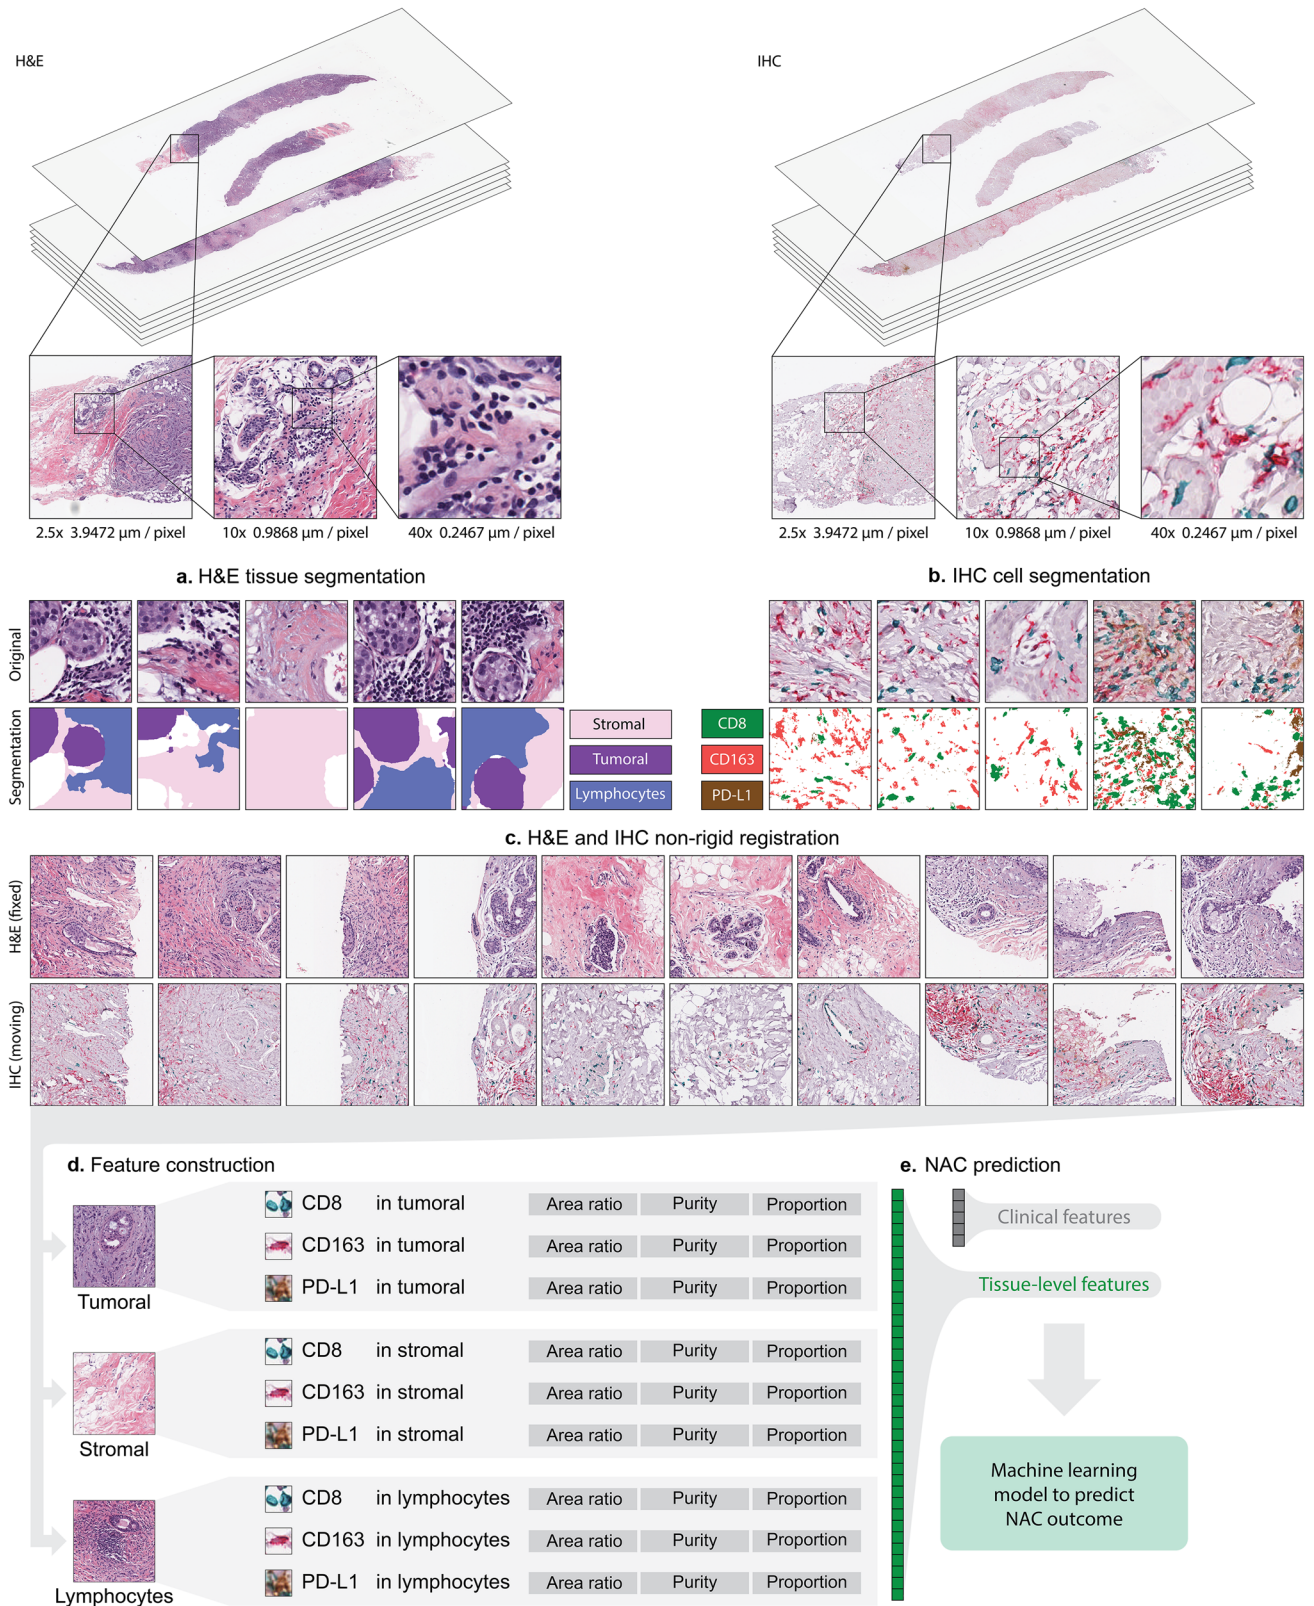 H&E
IHC
2.5x 3.9472 µm / pixel
10x 0.9868 µm / pixel
40x 0.2467 µm / pixel
2.5x 3.9472 µm / pixel
10x 0.9868 µm / pixel
40x 0.2467 µm / pixel
a. H&E tissue segmentation
b. IHC cell segmentation
Original
Segmentation
Stromal
Tumoral
Lymphocytes
CD8
CD163
PD-L1
c. H&E and IHC non-rigid registration
H&E (fixed)
IHC (moving)
d. Feature construction
Tumoral
CD8 in tumoral Area ratio Purity Proportion
CD163 in tumoral Area ratio Purity Proportion
PD-L1 in tumoral Area ratio Purity Proportion
Stromal
CD8 in stromal Area ratio Purity Proportion
CD163 in stromal Area ratio Purity Proportion
PD-L1 in stromal Area ratio Purity Proportion
Lymphocytes
CD8 in lymphocytes Area ratio Purity Proportion
CD163 in lymphocytes Area ratio Purity Proportion
PD-L1 in lymphocytes Area ratio Purity Proportion
e. NAC prediction
Clinical features
Tissue-level features
Machine learning
model to predict
NAC outcome